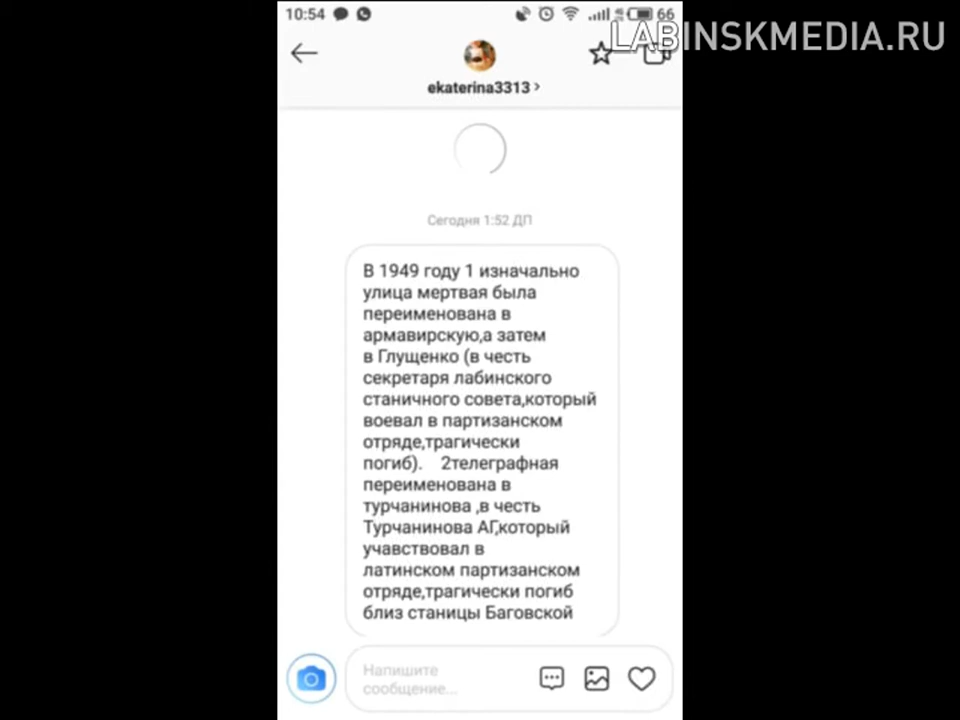 10:54
66
LABINSKMEDIA.RU
ekaterina3313 >
Сегодня 1:52 ДП
В 1949 году 1 изначально
улица мертвая была
переименована в
армавирскую,а затем
в Глущенко (в честь
секретаря лабинского
станичного совета,который
воевал в партизанском
отряде,трагически
погиб). 2телеграфная
переименована в
турчанинова ,в честь
Турчанинова АГ,который
учавствовал в
латинском партизанском
отряде,трагически погиб
близ станицы Баговской
Напишите
сообщение...